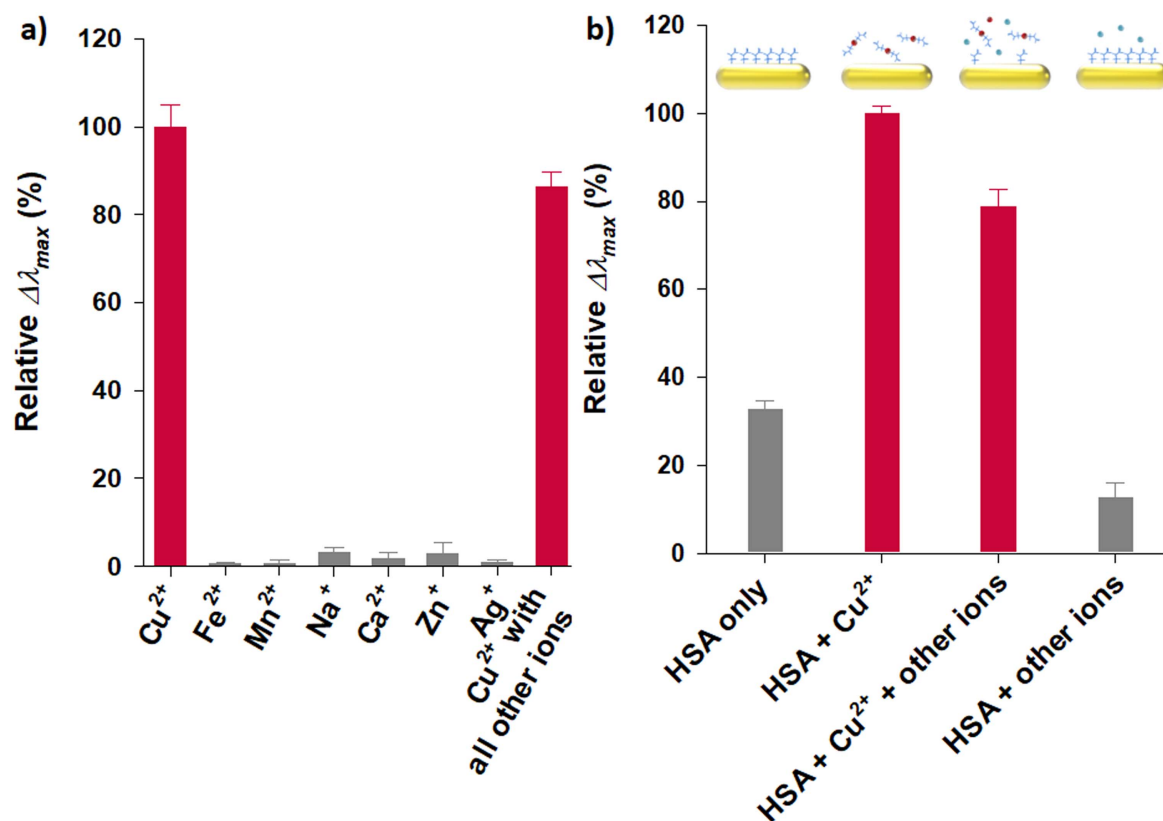 a)
Relative Δλmax (%)
120
100
80
60
40
20
0
Cu2+
Fe2+
Mn2+
Na+
Ca2+
Zn+
Ag+
Cu2+ with
all other ions
b)
Relative Δλmax (%)
120
100
80
60
40
20
0
HSA only
HSA + Cu2+
HSA + Cu2+ + other ions
HSA + other ions